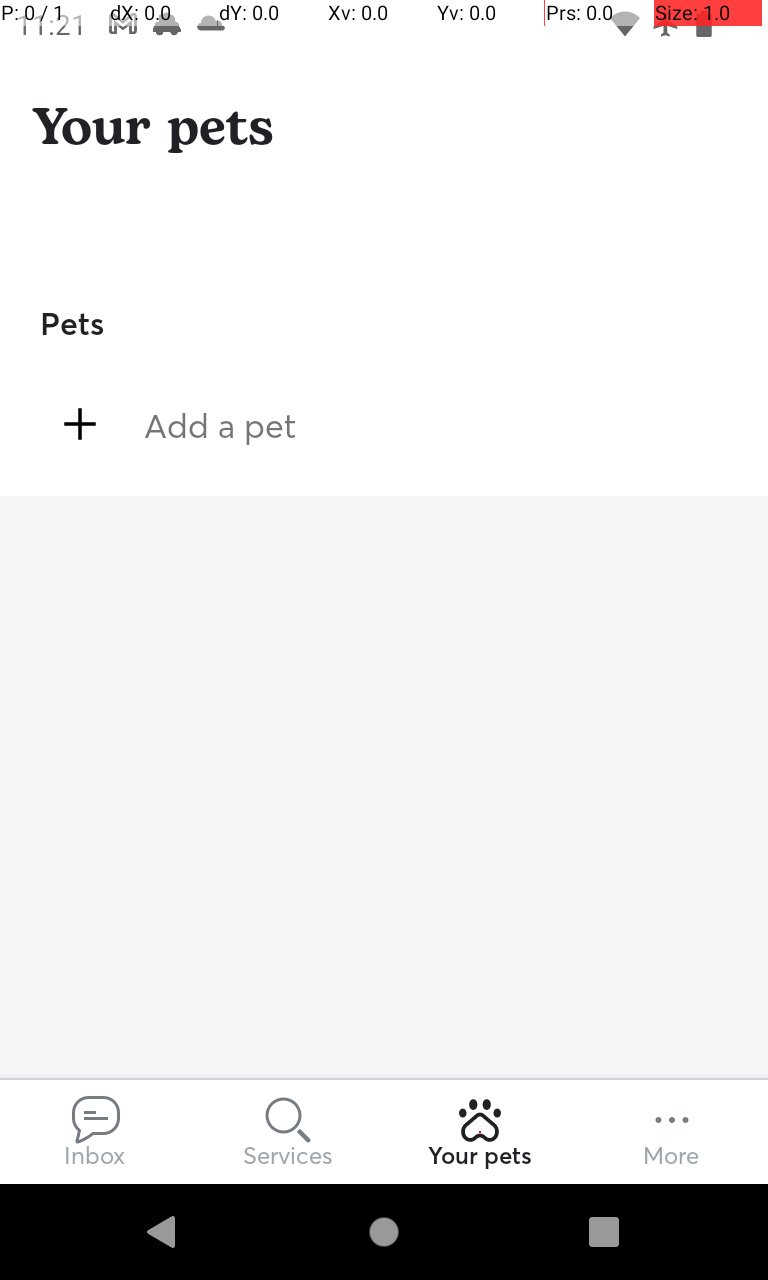 P: 0 / 1 dX: 0.0 dY: 0.0 Xv: 0.0 Yv: 0.0 Prs: 0.0 Size: 1.0
11:21
Your pets
Pets
Add a pet
Inbox Services Your pets More